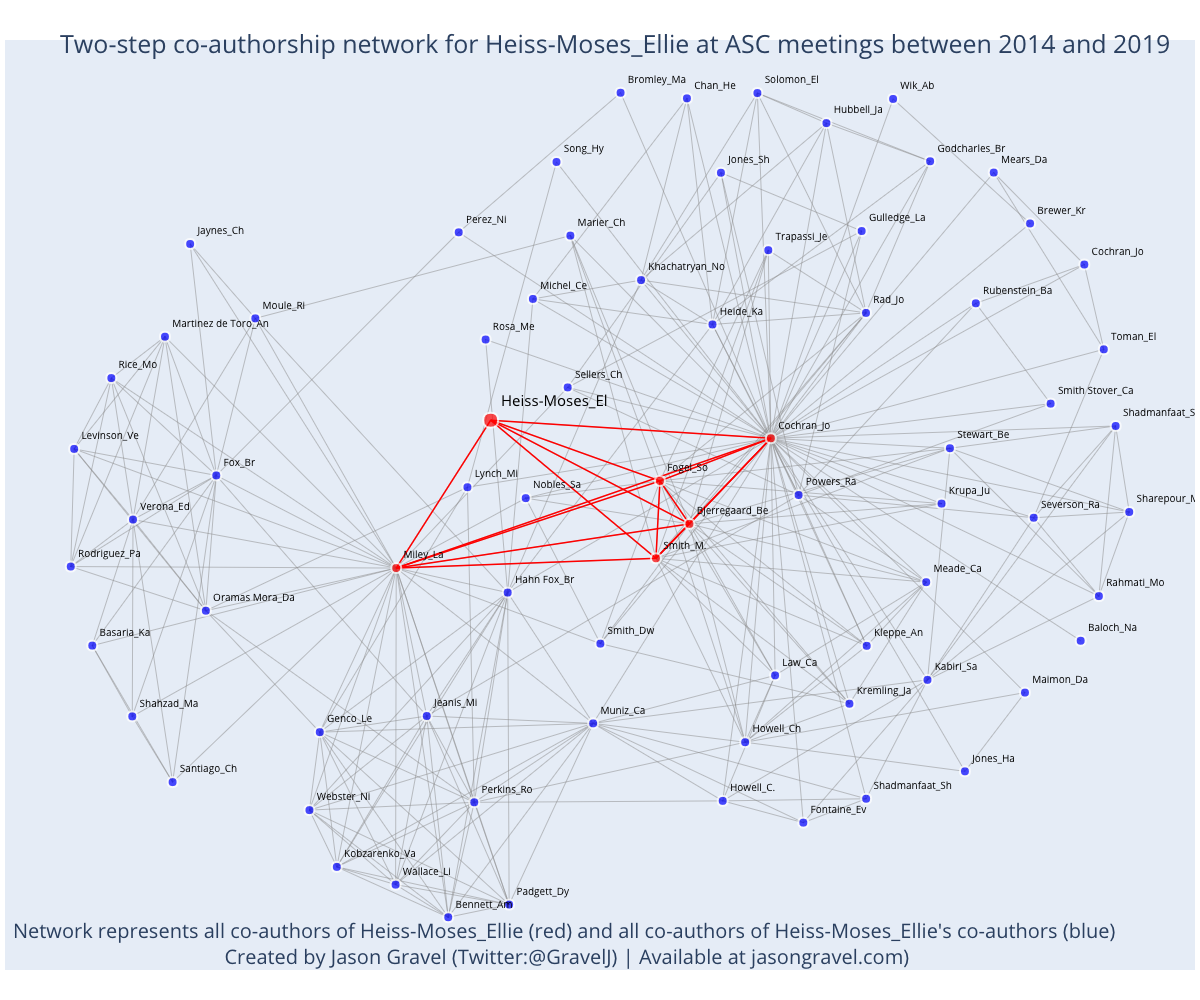 Two-step co-authorship network for Heiss-Moses_Ellie at ASC meetings between 2014 and 2019
Bromley_Ma
Chan_He
Solomon_El
Wik_Ab
Hubbell_Ja
Song_Hy
Jones_Sh
Godcharles_Br
Mears_Da
Perez_Ni
Marier_Ch
Gulledge_La
Brewer_Kr
Jaynes_Ch
Trapassi_Je
Cochran_Jo
Khachatryan_No
Michel_Ce
Rubenstein_Ba
Moule_Ri
Heide_Ka
Rad_Jo
Martinez de Toro_An
Rosa_Me
Toman_El
Rice_Mo
Sellers_Ch
Smith Stover_Ca
Heiss-Moses_El
Shadmanfaat_S
Cochran_Jo
Levinson_Ve
Stewart_Be
Fox_Br
Fogel_So
Lynch_Mi
Nobles_Sa
Powers_Ra
Krupa_Ju
Severson_Ra
Sharepour_M
Verona_Ed
Bjerregaard_Be
Rodriguez_Pa
Miley_La
Smith_M.
Hahn Fox_Br
Meade_Ca
Rahmati_Mo
Oramas Mora_Da
Basaria_Ka
Smith_Dw
Kleppe_An
Baloch_Na
Law_Ca
Kabiri_Sa
Maimon_Da
Kremling_Ja
Shahzad_Ma
Jeanis_Mi
Muniz_Ca
Genco_Le
Howell_Ch
Jones_Ha
Santiago_Ch
Webster_Ni
Perkins_Ro
Howell_C.
Shadmanfaat_Sh
Fontaine_Ev
Kobzarenko_Va
Wallace_Li
Padgett_Dy
Bennett_Am
Network represents all co-authors of Heiss-Moses_Ellie (red) and all co-authors of Heiss-Moses_Ellie's co-authors (blue)
Created by Jason Gravel (Twitter:@GravelJ) | Available at jasongravel.com)